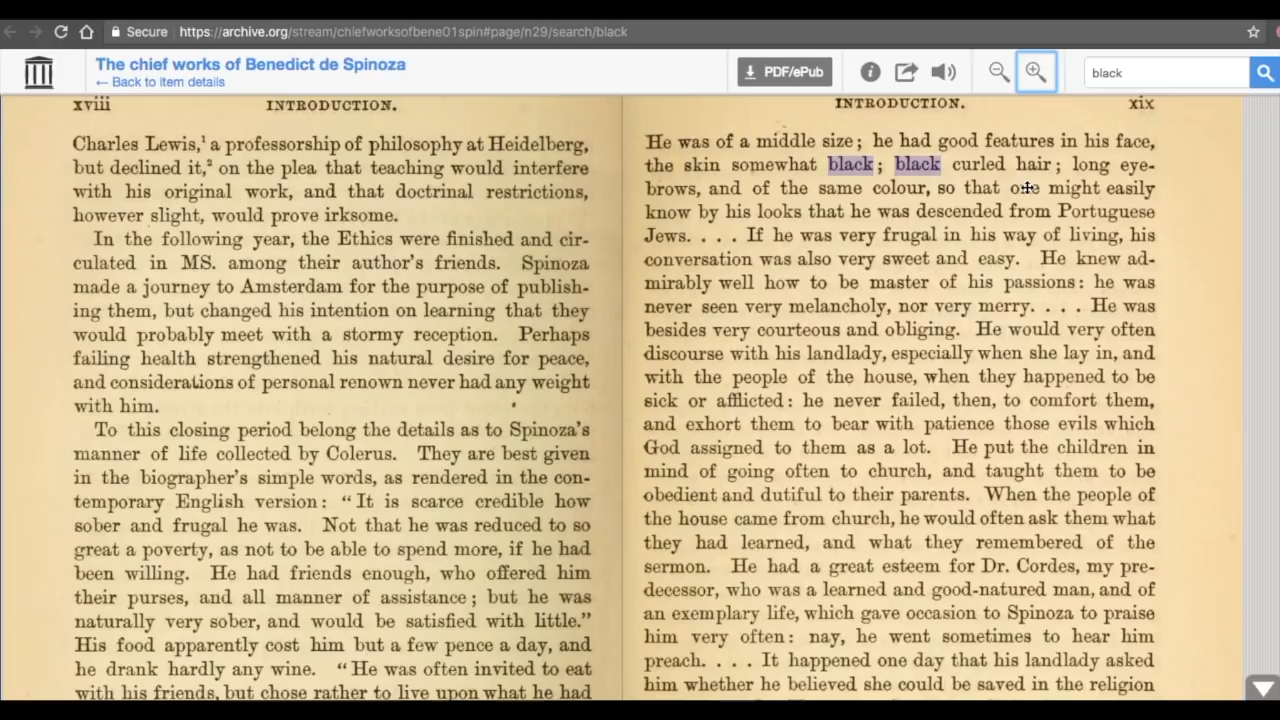 Secure https://archive.org/stream/chiefworksofbene01spin#page/n29/search/black
The chief works of Benedict de Spinoza
← Back to item details
PDF/ePub
black
xviii INTRODUCTION.
Charles Lewis,¹ a professorship of philosophy at Heidelberg,
but declined it,² on the plea that teaching would interfere
with his original work, and that doctrinal restrictions,
however slight, would prove irksome.
In the following year, the Ethics were finished and cir-
culated in MS. among their author's friends. Spinoza
made a journey to Amsterdam for the purpose of publish-
ing them, but changed his intention on learning that they
would probably meet with a stormy reception. Perhaps
failing health strengthened his natural desire for peace,
and considerations of personal renown never had any weight
with him.
To this closing period belong the details as to Spinoza's
manner of life collected by Colerus. They are best given
in the biographer's simple words, as rendered in the con-
temporary English version: "It is scarce credible how
sober and frugal he was. Not that he was reduced to so
great a poverty, as not to be able to spend more, if he had
been willing. He had friends enough, who offered him
their purses, and all manner of assistance; but he was
naturally very sober, and would be satisfied with little."
His food apparently cost him but a few pence a day, and
he drank hardly any wine. "He was often invited to eat
with his friends, but chose rather to live upon what he had
INTRODUCTION. xix
He was of a middle size; he had good features in his face,
the skin somewhat black; black curled hair; long eye-
brows, and of the same colour, so that one might easily
know by his looks that he was descended from Portuguese
Jews. . . . If he was very frugal in his way of living, his
conversation was also very sweet and easy. He knew ad-
mirably well how to be master of his passions: he was
never seen very melancholy, nor very merry. . . . He was
besides very courteous and obliging. He would very often
discourse with his landlady, especially when she lay in, and
with the people of the house, when they happened to be
sick or afflicted: he never failed, then, to comfort them,
and exhort them to bear with patience those evils which
God assigned to them as a lot. He put the children in
mind of going often to church, and taught them to be
obedient and dutiful to their parents. When the people of
the house came from church, he would often ask them what
they had learned, and what they remembered of the
sermon. He had a great esteem for Dr. Cordes, my pre-
decessor, who was a learned and good-natured man, and of
an exemplary life, which gave occasion to Spinoza to praise
him very often: nay, he went sometimes to hear him
preach. . . . It happened one day that his landlady asked
him whether he believed she could be saved in the religion